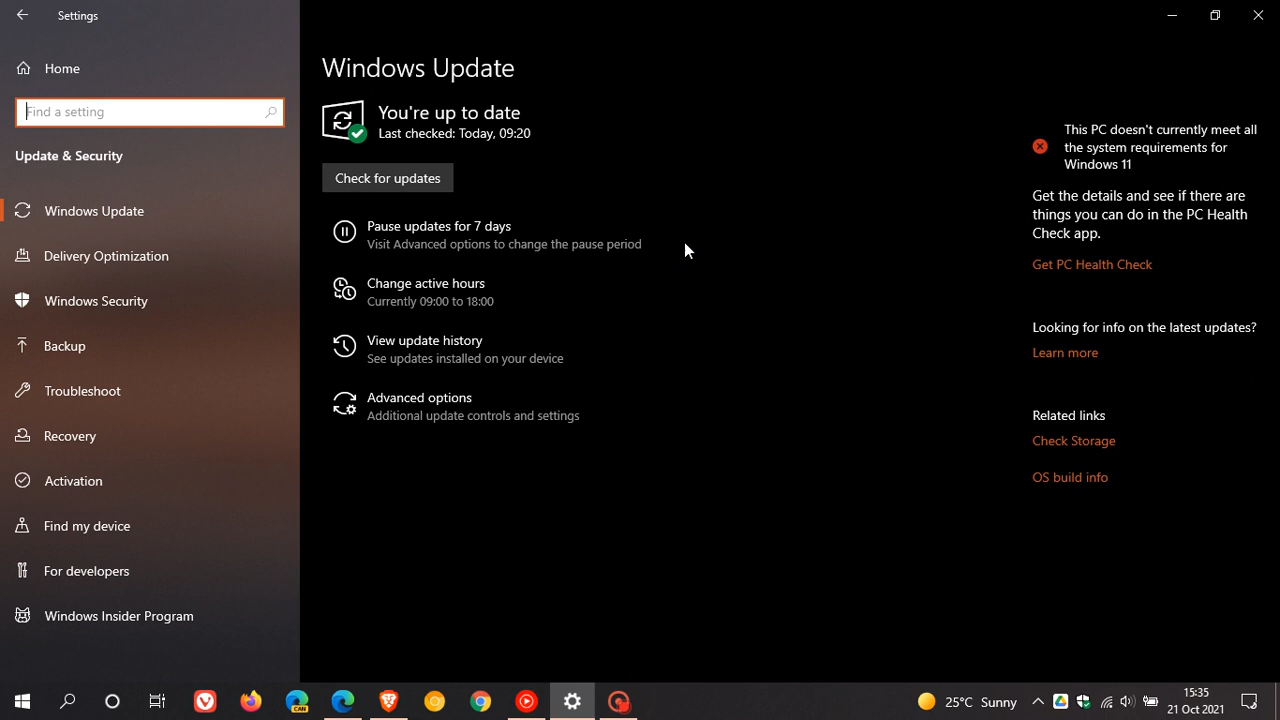 Settings
Home
Find a setting
Update & Security
Windows Update
Delivery Optimization
Windows Security
Backup
Troubleshoot
Recovery
Activation
Find my device
For developers
Windows Insider Program
Windows Update
You're up to date
Last checked: Today, 09:20
Check for updates
Pause updates for 7 days
Visit Advanced options to change the pause period
Change active hours
Currently 09:00 to 18:00
View update history
See updates installed on your device
Advanced options
Additional update controls and settings
This PC doesn't currently meet all
the system requirements for
Windows 11
Get the details and see if there are
things you can do in the PC Health
Check app.
Get PC Health Check
Looking for info on the latest updates?
Learn more
Related links
Check Storage
OS build info
CAN
25°C Sunny
15:35
21 Oct 2021